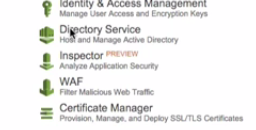 Identity & Access Management
Manage User Access and Encryption Keys
Directory Service
Host and Manage Active Directory
Inspector PREVIEW
Analyze Application Security
WAF
Filter Malicious Web Traffic
Certificate Manager
Provision, Manage, and Deploy SSL/TLS Certificates